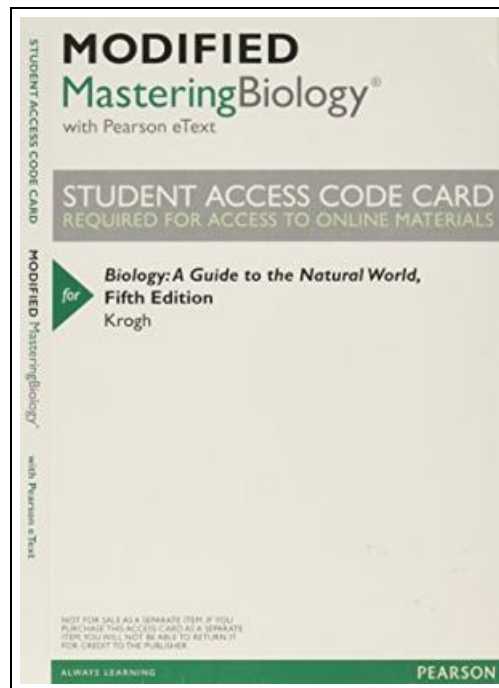 MODIFIED
MasteringBiology®
with Pearson eText
STUDENT ACCESS CODE CARD
REQUIRED FOR ACCESS TO ONLINE MATERIALS
for
Biology: A Guide to the Natural World,
Fifth Edition
Krogh
NOT FOR SALE AS A SEPARATE ITEM. IF YOU
PURCHASE THIS ACCESS CARD AS A SEPARATE
ITEM, YOU WILL NOT BE ABLE TO RETURN IT
FOR CREDIT TO THE PUBLISHER.
ALWAYS LEARNING
PEARSON
STUDENT ACCESS CODE CARD
MODIFIED MasteringBiology®
with Pearson eText